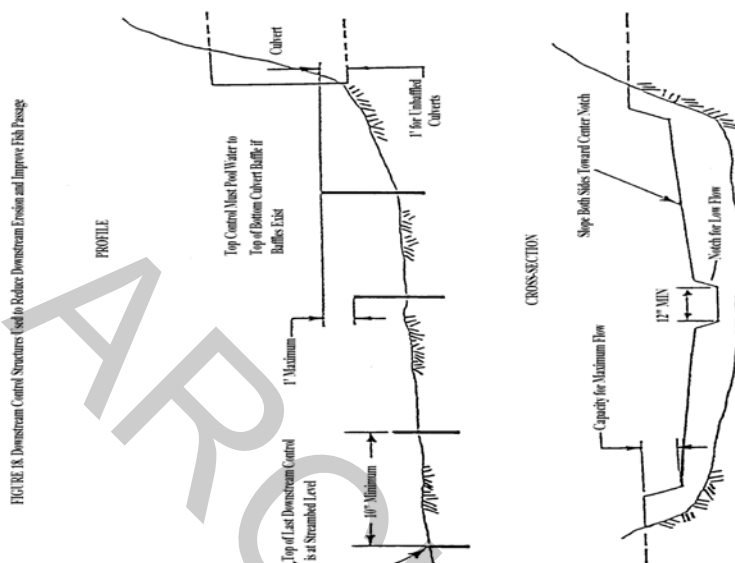 FIGURE 18. Downstream Control Structures Used to Reduce Downstream Erosion and Improve Fish Passage
PROFILE
Culvert
Top Control Must Pool Water to
Top of Bottom Culvert Baffle if
Baffles Exist
1' for Unbaffled
Culverts
1' Maximum
Top of Last Downstream Control
is at Streambed Level
10" Minimum
CROSS-SECTION
Slope Both Sides Toward Center Notch
Notch for Low Flow
12" MIN
Capacity for Maximum Flow